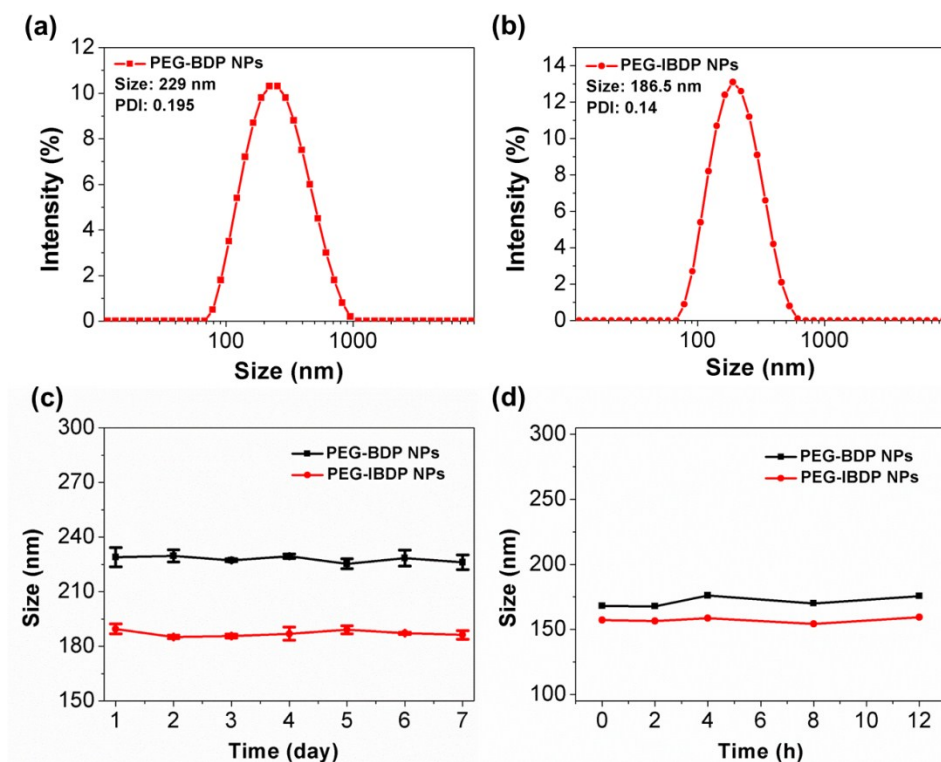 (a)
PEG-BDP NPs
Size: 229 nm
PDI: 0.195
Intensity (%)
12
10
8
6
4
2
0
100
1000
Size (nm)
(b)
PEG-IBDP NPs
Size: 186.5 nm
PDI: 0.14
Intensity (%)
14
12
10
8
6
4
2
0
100
1000
Size (nm)
(c)
PEG-BDP NPs
PEG-IBDP NPs
Size (nm)
300
270
240
210
180
150
1 2 3 4 5 6 7
Time (day)
(d)
PEG-BDP NPs
PEG-IBDP NPs
Size (nm)
300
250
200
150
100
0 2 4 6 8 10 12
Time (h)